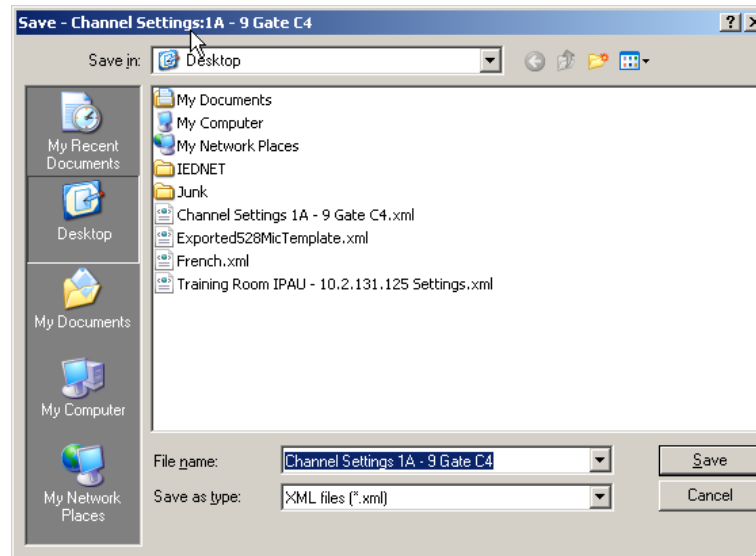 Save - Channel Settings:1A - 9 Gate C4
Save in: Desktop
My Recent Documents
Desktop
My Documents
My Computer
My Network Places
My Documents
My Computer
My Network Places
IEDNET
Junk
Channel Settings 1A - 9 Gate C4.xml
Exported528MicTemplate.xml
French.xml
Training Room IPAU - 10.2.131.125 Settings.xml
File name: Channel Settings 1A - 9 Gate C4 Save
Save as type: XML files (*.xml) Cancel